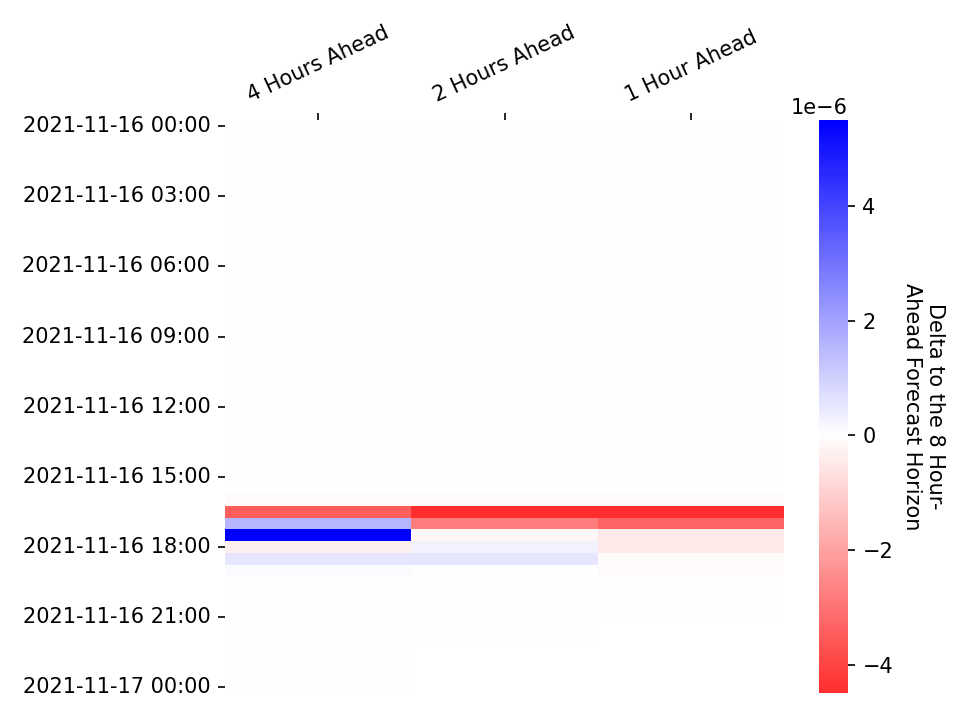 4 Hours Ahead
2 Hours Ahead
1 Hour Ahead
2021-11-16 00:00
2021-11-16 03:00
2021-11-16 06:00
2021-11-16 09:00
2021-11-16 12:00
2021-11-16 15:00
2021-11-16 18:00
2021-11-16 21:00
2021-11-17 00:00
1e−6
4
2
0
−2
−4
Delta to the 8 Hour-
Ahead Forecast Horizon